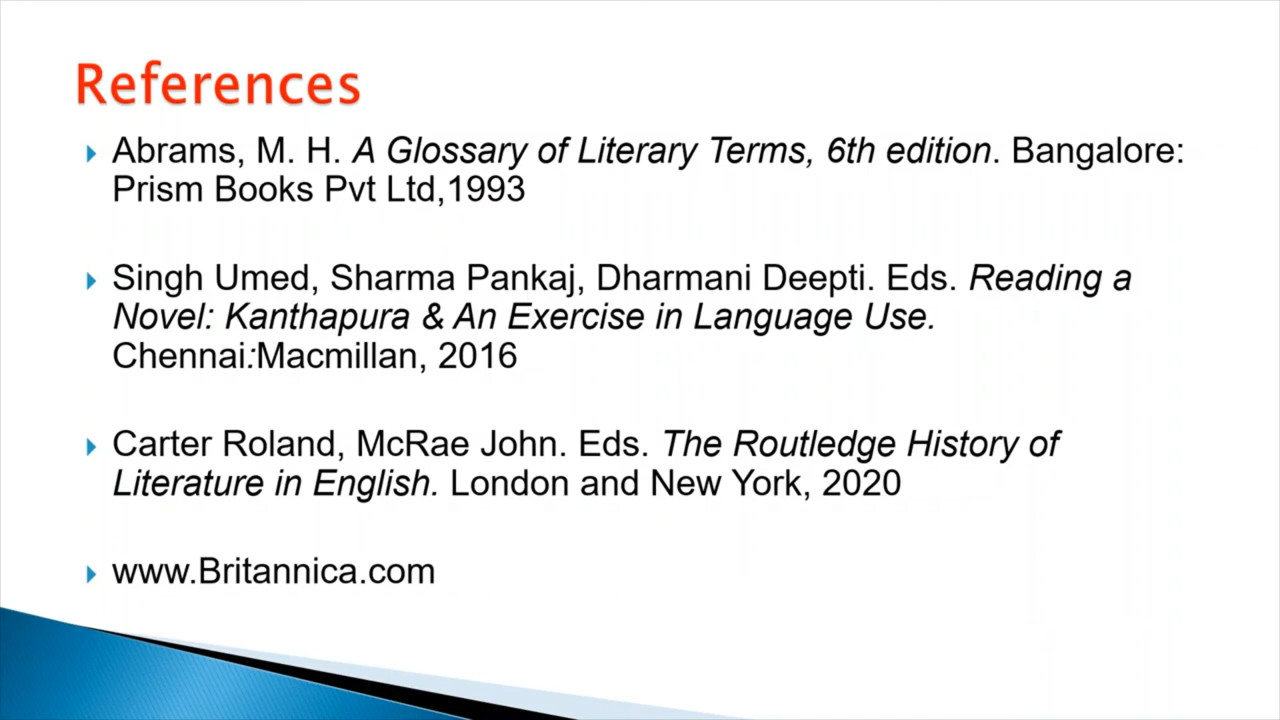 References
Abrams, M. H. A Glossary of Literary Terms, 6th edition. Bangalore:
Prism Books Pvt Ltd,1993
Singh Umed, Sharma Pankaj, Dharmani Deepti. Eds. Reading a
Novel: Kanthapura & An Exercise in Language Use.
Chennai:Macmillan, 2016
Carter Roland, McRae John. Eds. The Routledge History of
Literature in English. London and New York, 2020
www.Britannica.com